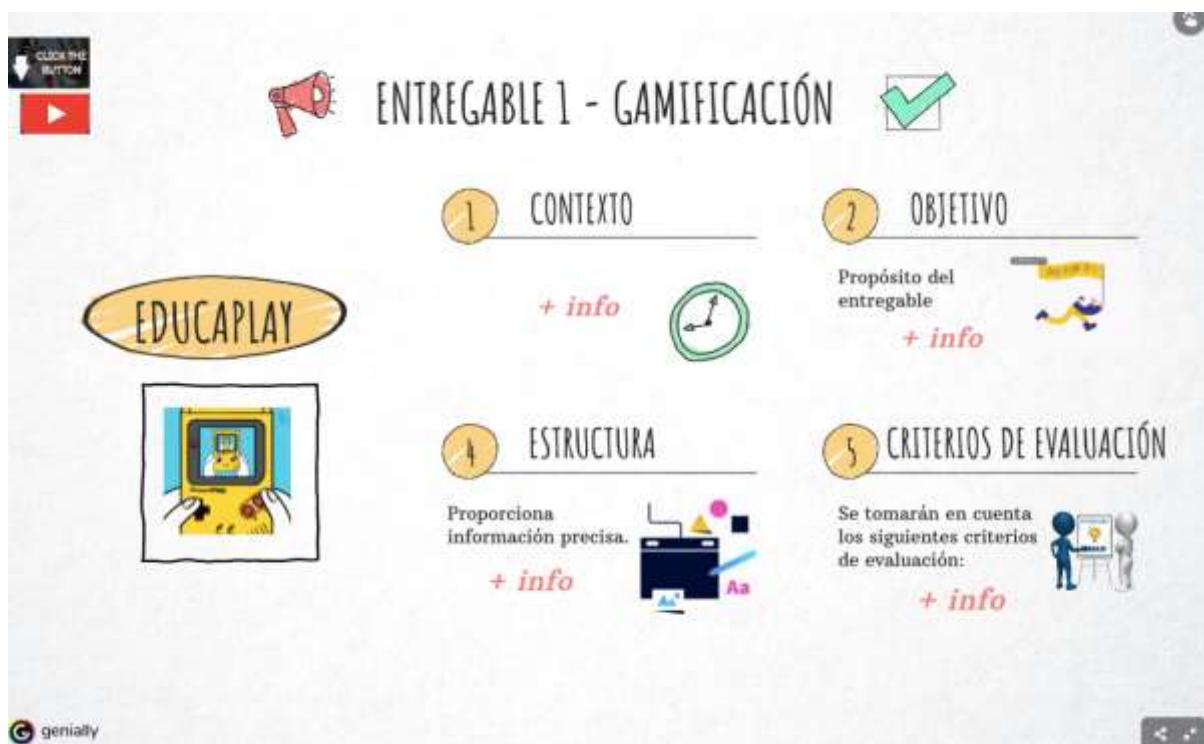 CLICK THE
BUTTON
ENTREGABLE 1 - GAMIFICACIÓN
EDUCAPLAY
1 CONTEXTO
+ info
2 OBJETIVO
Propósito del
entregable
+ info
4 ESTRUCTURA
Proporciona
información precisa.
+ info
Aa
5 CRITERIOS DE EVALUACIÓN
Se tomarán en cuenta
los siguientes criterios
de evaluación:
+ info
genially